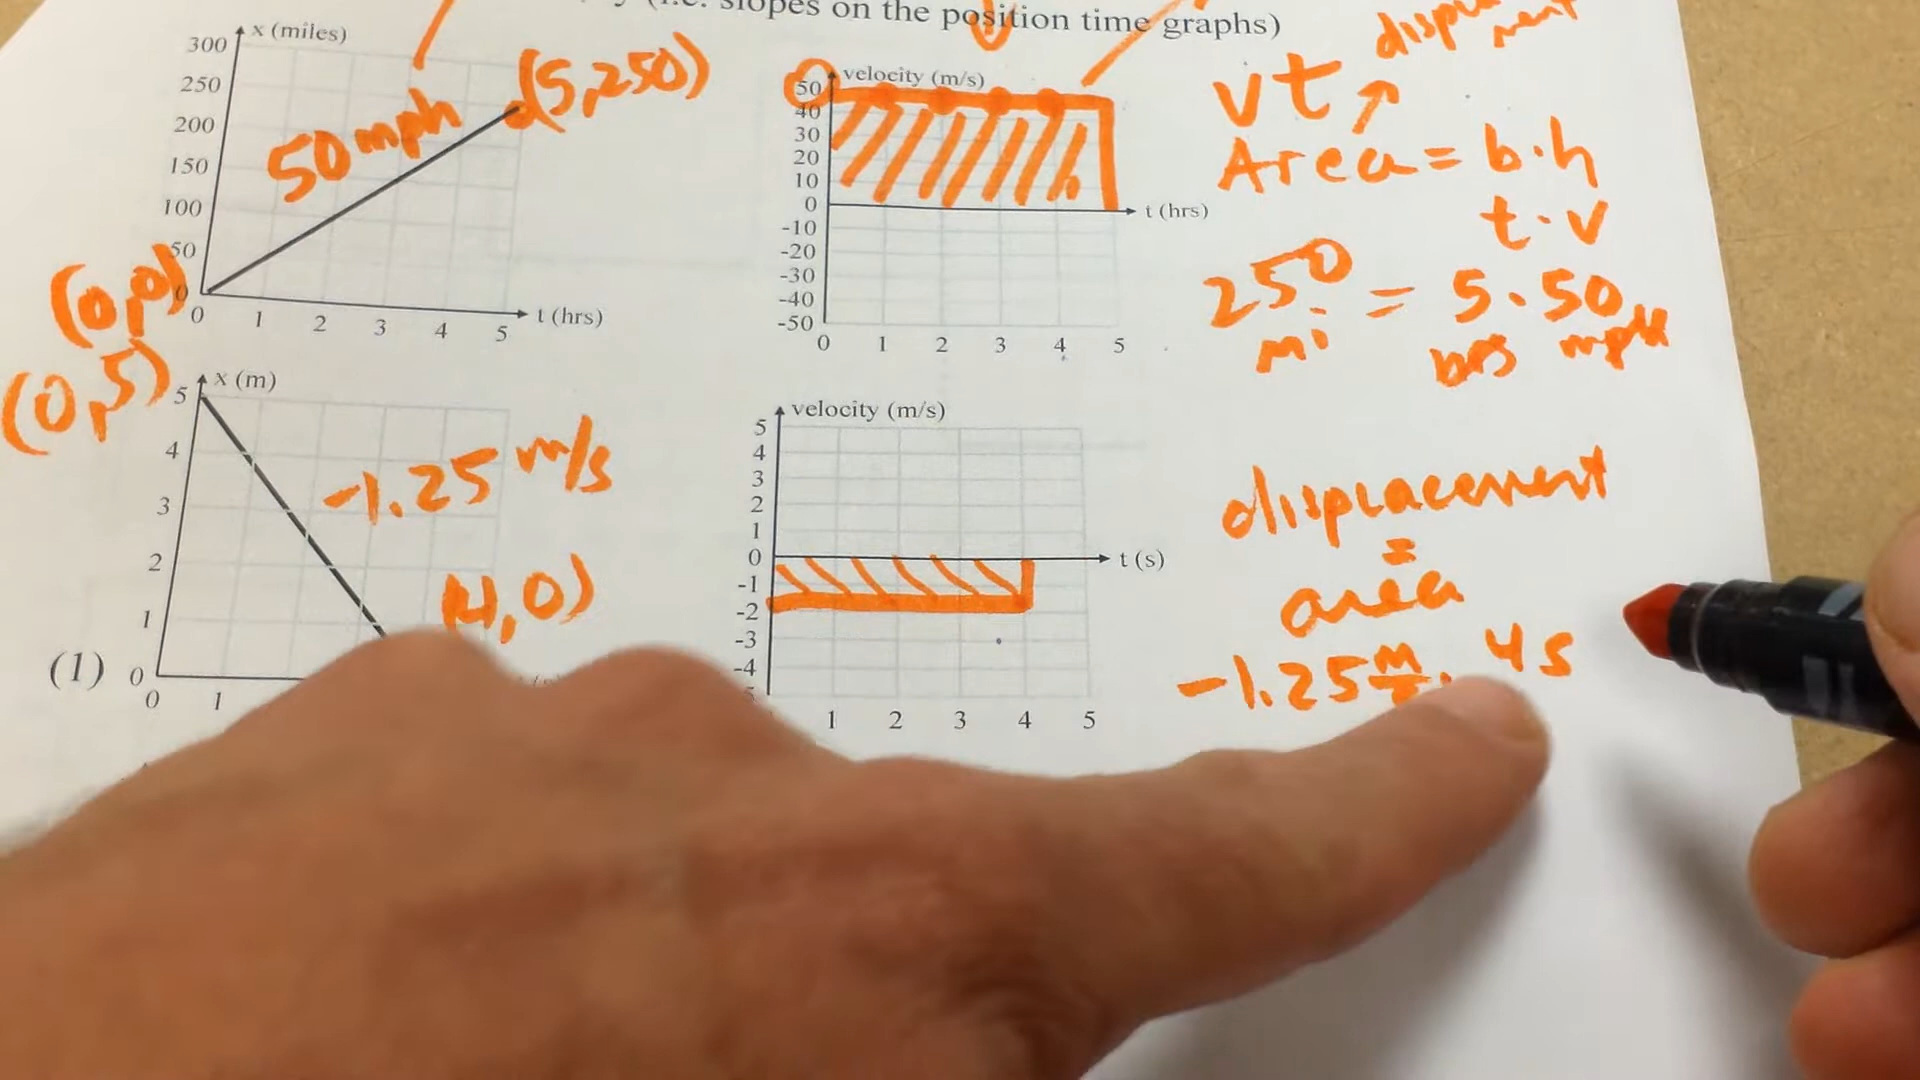 slopes on the position time graphs)
x (miles)
300
250
200
150
100
50
0
0 1 2 3 4 5
t (hrs)
50 mph
(5,250)
(0,0)
velocity (m/s)
50
40
30
20
10
0
-10
-20
-30
-40
-50
0 1 2 3 4 5
t (hrs)
vt
Area = b·h
t·v
250 = 5·50
mi hrs mph
(0,5)
x (m)
5
4
3
2
1
(1) 0
0 1
-1.25 m/s
(4,0)
velocity (m/s)
5
4
3
2
1
0
-1
-2
-3
-4
1 2 3 4 5
t (s)
displacement
=
area
-1.25 m/s · 4s